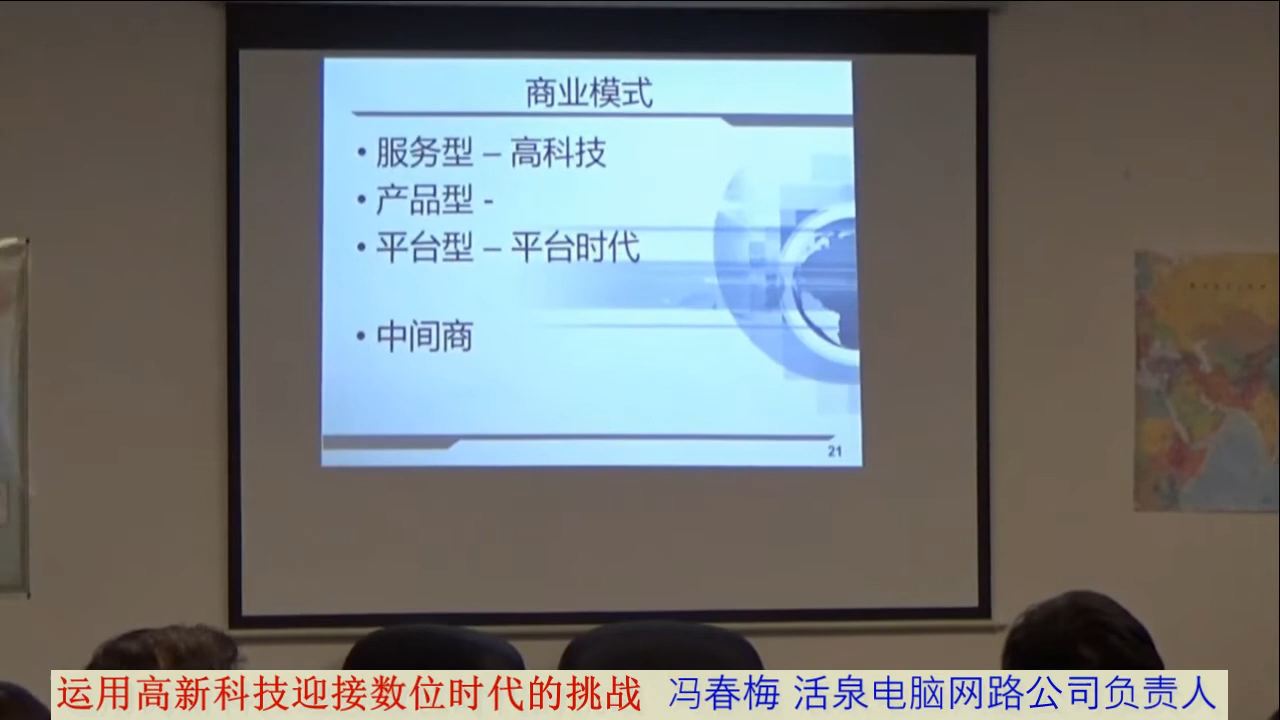 商业模式
• 服务型 – 高科技
• 产品型 -
• 平台型 – 平台时代
• 中间商
21
运用高新科技迎接数位时代的挑战 冯春梅 活泉电脑网路公司负责人